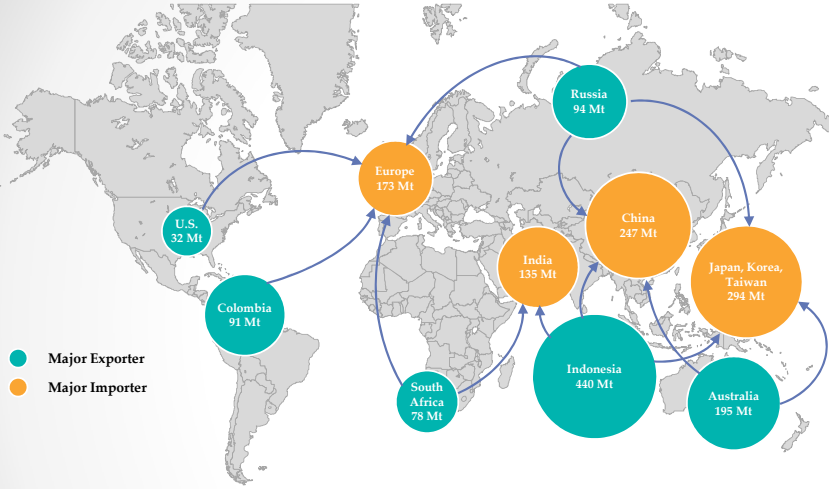 Russia
94 Mt
Europe
173 Mt
U.S.
32 Mt
China
247 Mt
India
135 Mt
Japan, Korea,
Taiwan
294 Mt
Colombia
91 Mt
Major Exporter
Major Importer
South
Africa
78 Mt
Indonesia
440 Mt
Australia
195 Mt